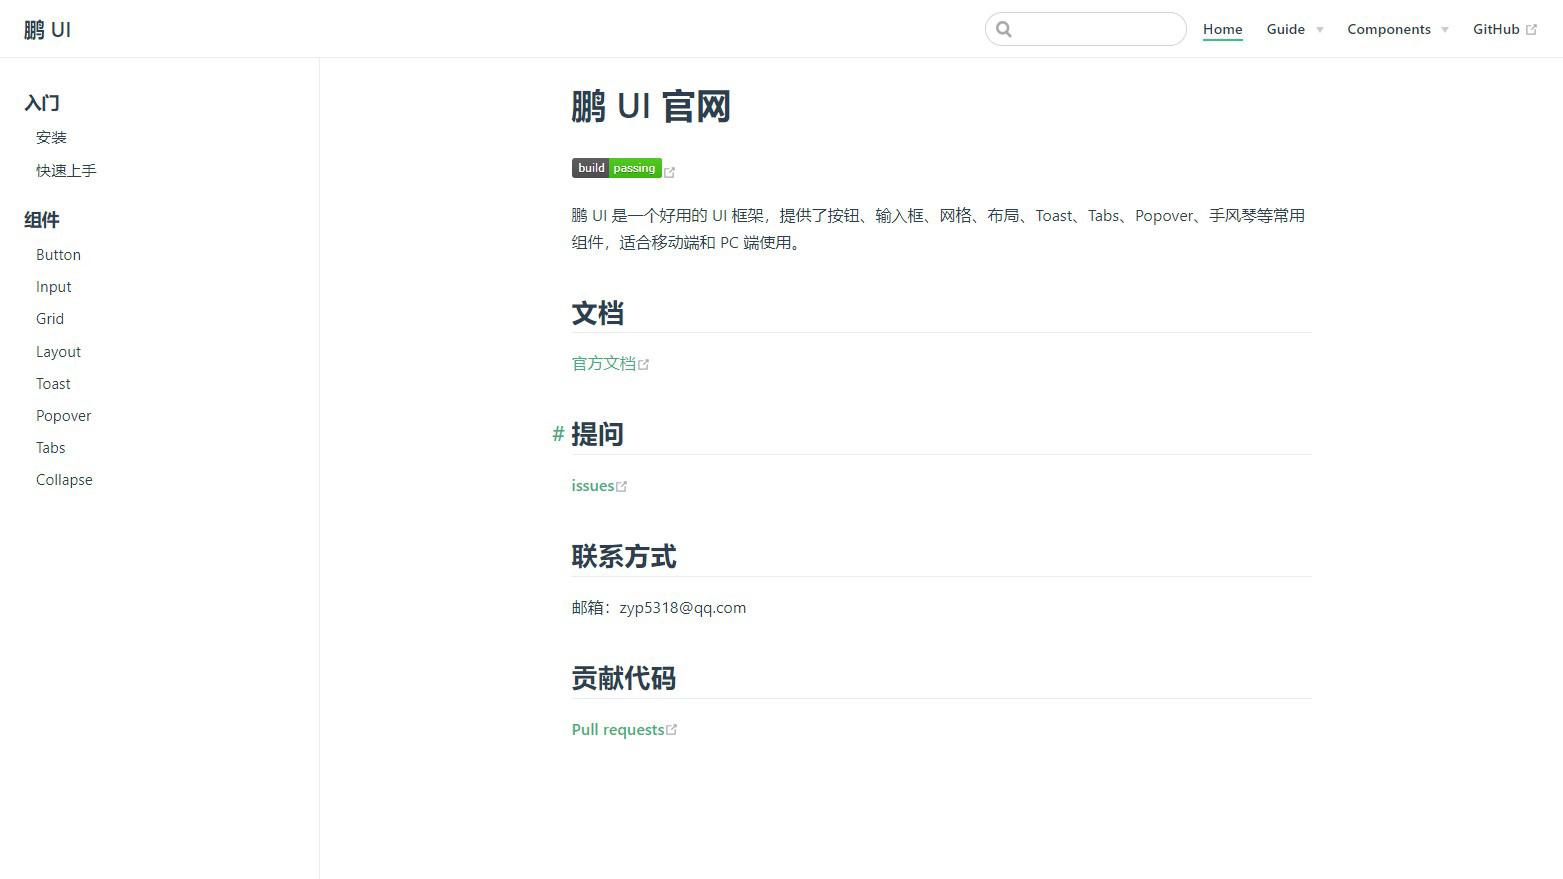 鹏 UI
Home
Guide
Components
GitHub
入门
安装
快速上手
组件
Button
Input
Grid
Layout
Toast
Popover
Tabs
Collapse
鹏 UI 官网
build passing
鹏 UI 是一个好用的 UI 框架，提供了按钮、输入框、网格、布局、Toast、Tabs、Popover、手风琴等常用
组件，适合移动端和 PC 端使用。
文档
官方文档
# 提问
issues
联系方式
邮箱：zyp5318@qq.com
贡献代码
Pull requests